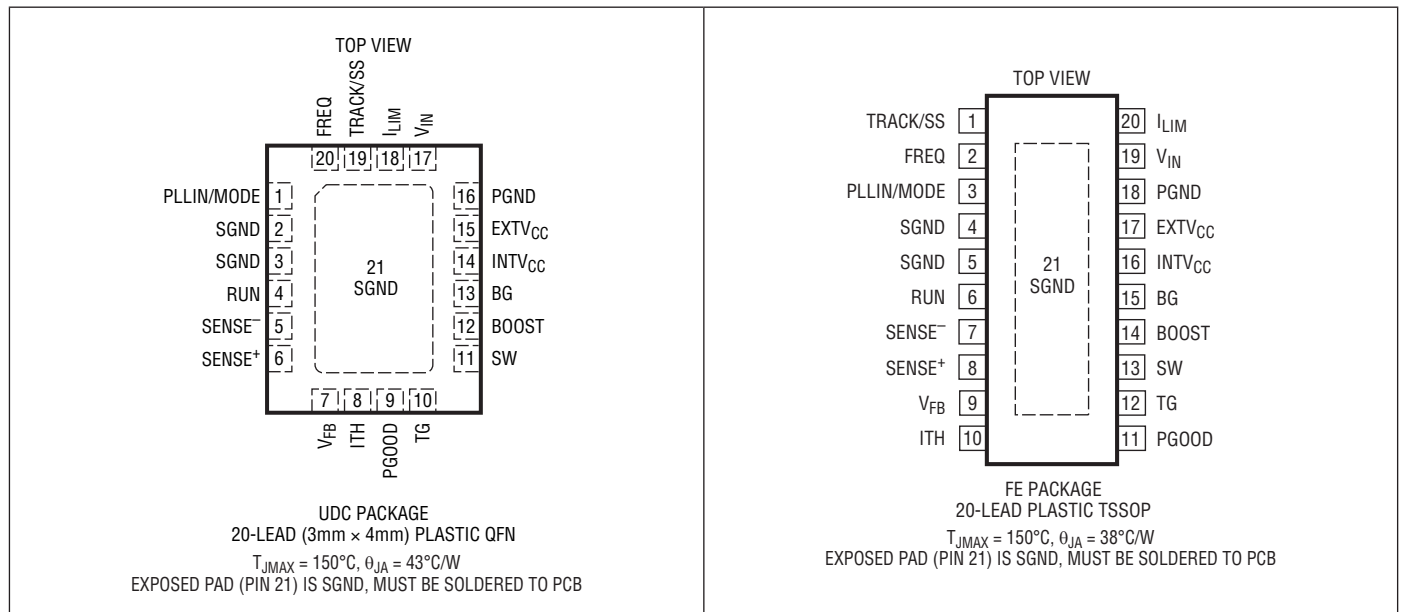 TOP VIEW
FREQ
TRACK/SS
ILIM
VIN
20 19 18 17
PLLIN/MODE 1
SGND 2
SGND 3
RUN 4
SENSE– 5
SENSE+ 6
16 PGND
15 EXTVCC
14 INTVCC
13 BG
12 BOOST
11 SW
21
SGND
7 8 9 10
VFB
ITH
PGOOD
TG
UDC PACKAGE
20-LEAD (3mm × 4mm) PLASTIC QFN
TJMAX = 150°C, θJA = 43°C/W
EXPOSED PAD (PIN 21) IS SGND, MUST BE SOLDERED TO PCB
TOP VIEW
TRACK/SS 1
FREQ 2
PLLIN/MODE 3
SGND 4
SGND 5
RUN 6
SENSE– 7
SENSE+ 8
VFB 9
ITH 10
21
SGND
20 ILIM
19 VIN
18 PGND
17 EXTVCC
16 INTVCC
15 BG
14 BOOST
13 SW
12 TG
11 PGOOD
FE PACKAGE
20-LEAD PLASTIC TSSOP
TJMAX = 150°C, θJA = 38°C/W
EXPOSED PAD (PIN 21) IS SGND, MUST BE SOLDERED TO PCB